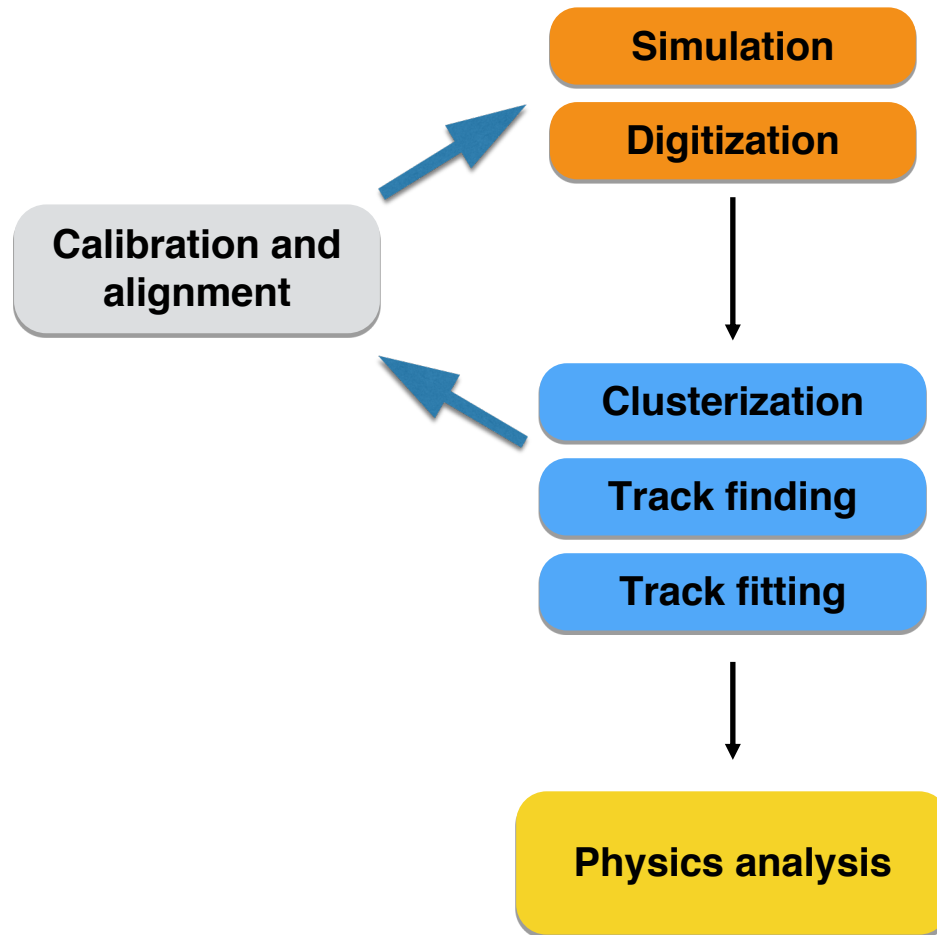 Simulation
Digitization
Calibration and
alignment
Clusterization
Track finding
Track fitting
Physics analysis